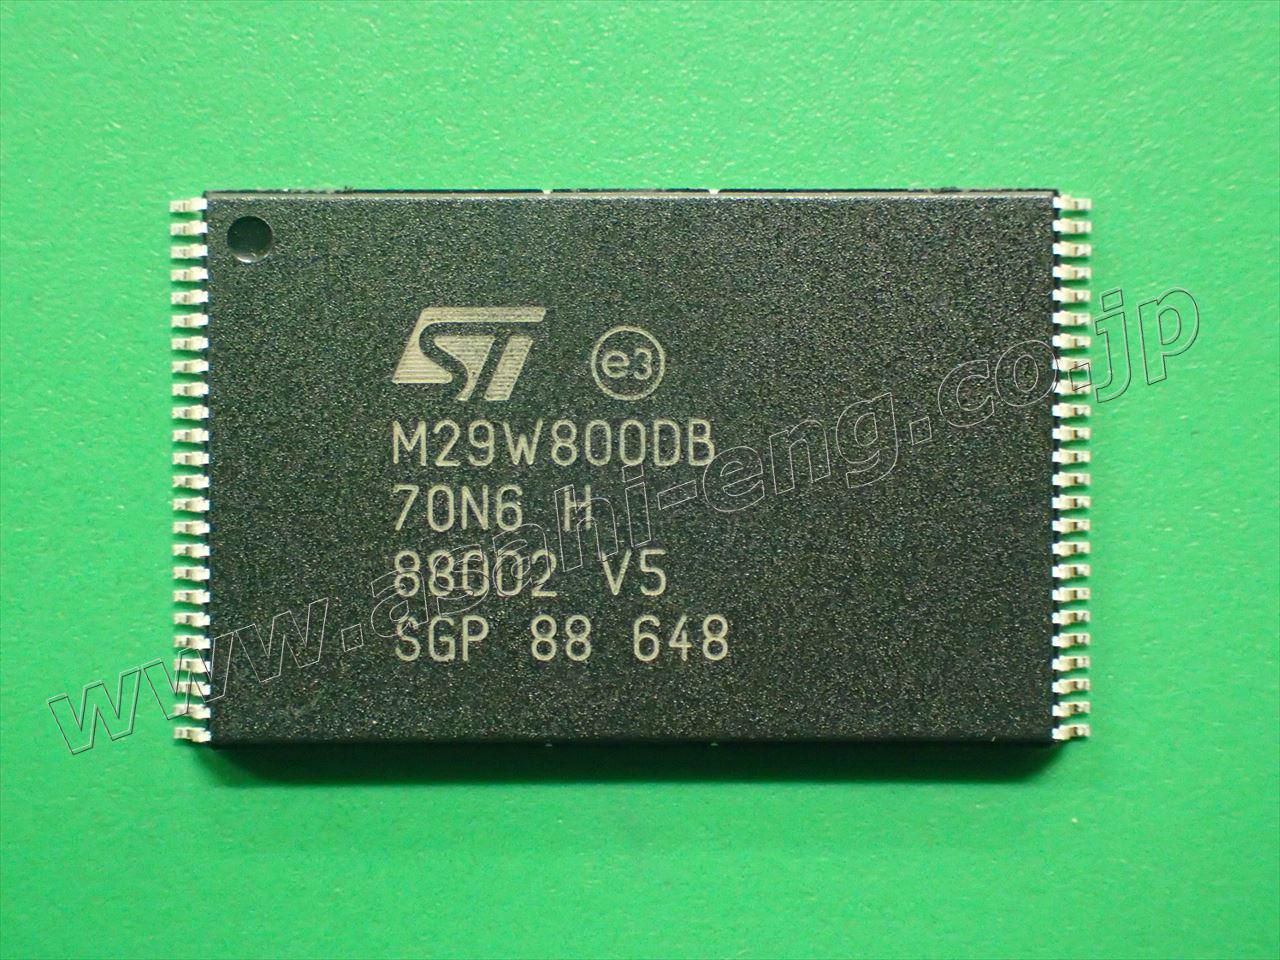 ST e3
M29W800DB
70N6 H
88002 V5
SGP 88 648
www.asahi-eng.co.jp